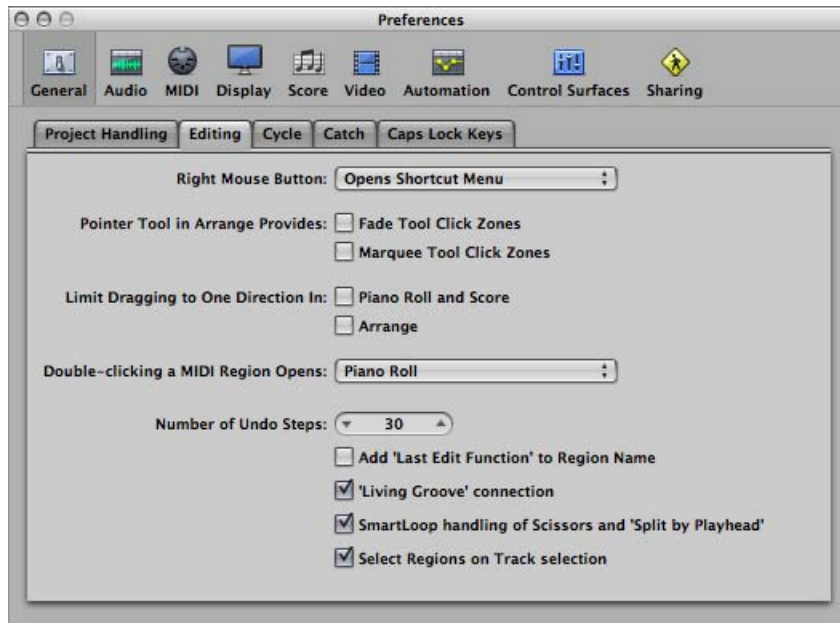 Preferences
General Audio MIDI Display Score Video Automation Control Surfaces Sharing
Project Handling Editing Cycle Catch Caps Lock Keys
Right Mouse Button: Opens Shortcut Menu
Pointer Tool in Arrange Provides: Fade Tool Click Zones
Marquee Tool Click Zones
Limit Dragging to One Direction In: Piano Roll and Score
Arrange
Double-clicking a MIDI Region Opens: Piano Roll
Number of Undo Steps: 30
Add 'Last Edit Function' to Region Name
'Living Groove' connection
SmartLoop handling of Scissors and 'Split by Playhead'
Select Regions on Track selection